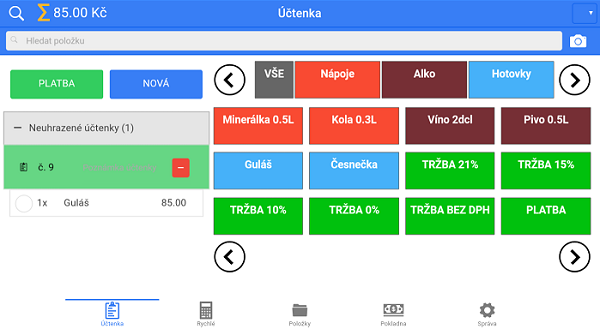 85.00 Kč
Účtenka
Hledat položku
PLATBA
NOVÁ
VŠE
Nápoje
Alko
Hotovky
Neuhrazené účtenky (1)
č. 9
1x Guláš 85.00
Minerálka 0.5L
Kola 0.3L
Víno 2dcl
Pivo 0.5L
Guláš
Česnečka
TRŽBA 21%
TRŽBA 15%
TRŽBA 10%
TRŽBA 0%
TRŽBA BEZ DPH
PLATBA
Účtenka
Rychlé
Položky
Pokladna
Správa